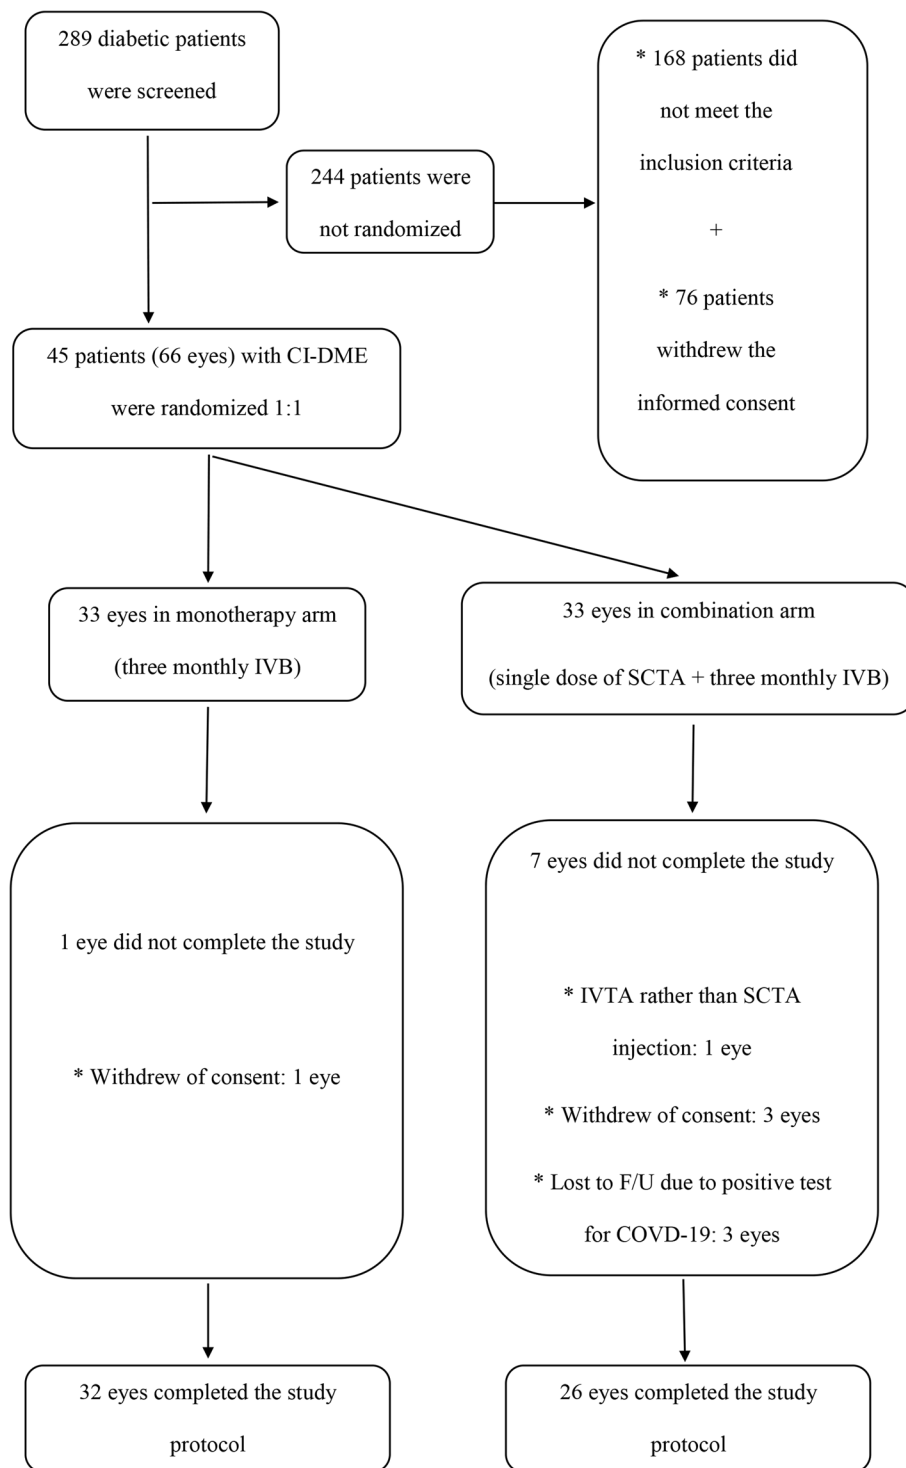 289 diabetic patients
were screened
244 patients were
not randomized
* 168 patients did
not meet the
inclusion criteria
+
* 76 patients
withdrew the
informed consent
45 patients (66 eyes) with CI-DME
were randomized 1:1
33 eyes in monotherapy arm
(three monthly IVB)
33 eyes in combination arm
(single dose of SCTA + three monthly IVB)
1 eye did not complete the study
* Withdrew of consent: 1 eye
7 eyes did not complete the study
* IVTA rather than SCTA
injection: 1 eye
* Withdrew of consent: 3 eyes
* Lost to F/U due to positive test
for COVD-19: 3 eyes
32 eyes completed the study
protocol
26 eyes completed the study
protocol